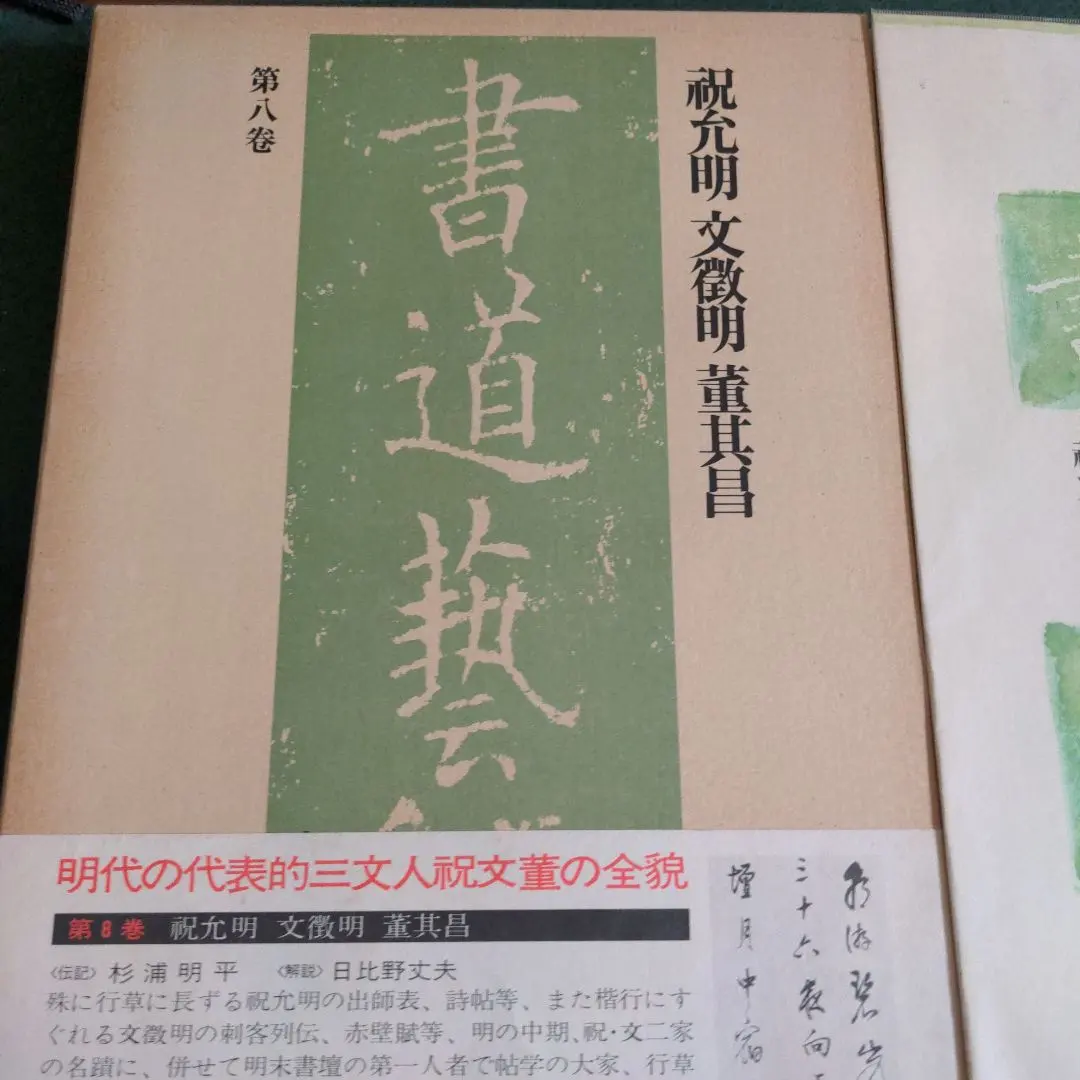 祝允明 文徵明 董其昌
書道藝
第八卷
明代の代表的三文人祝文董の全貌
第8巻 祝允明 文徵明 董其昌
〈伝記〉杉浦明平 〈解説〉日比野丈夫
殊に行草に長ずる祝允明の出師表、詩帖等、また楷行にす
ぐれる文徵明の刺客列伝、赤壁賦等、明の中期、祝・文二家
の名蹟に、併せて明末書壇の第一人者で帖学の大家、行草
三十六
向
壇月中宿